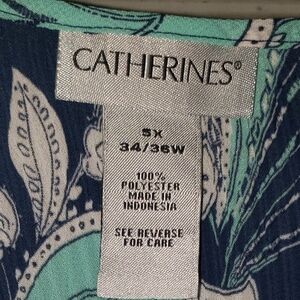 CATHERINES®
5X
34/36W
100%
POLYESTER
MADE IN
INDONESIA
SEE REVERSE
FOR CARE